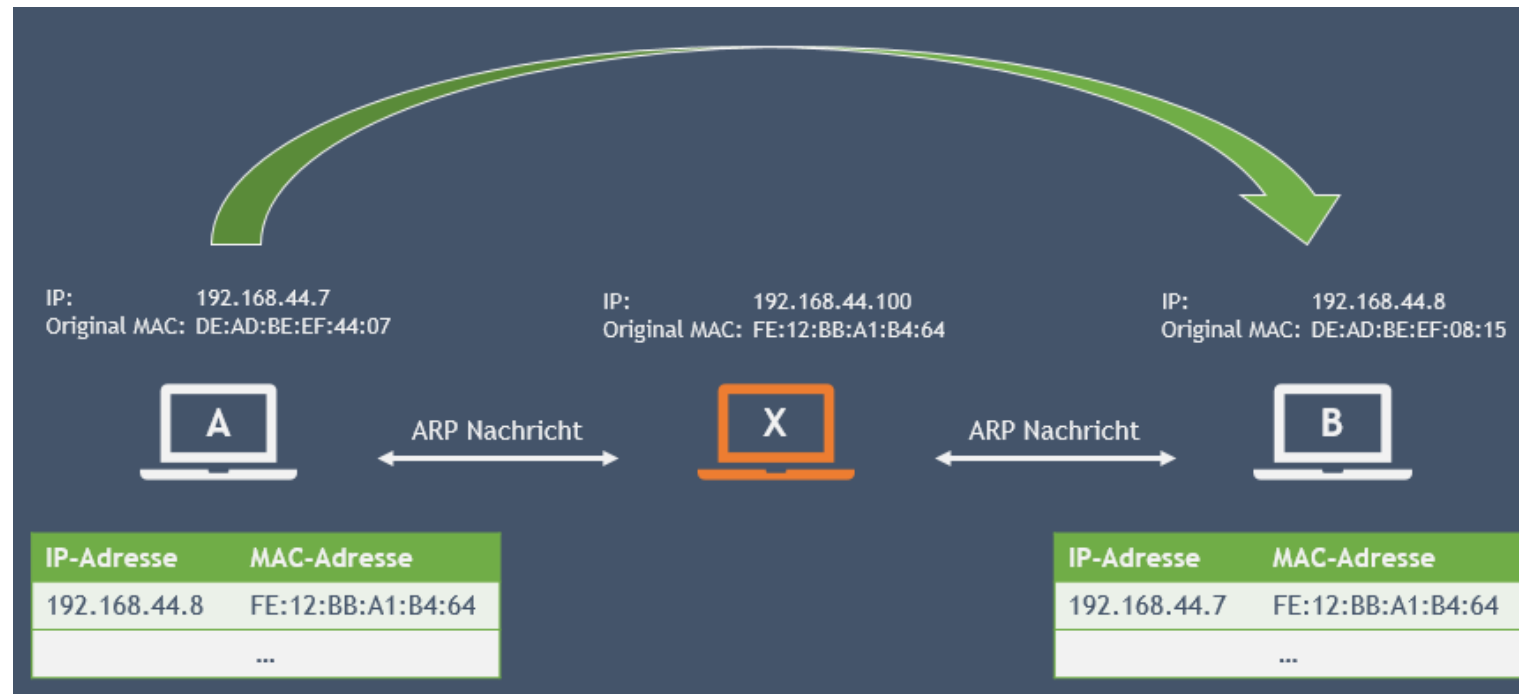 IP: 192.168.44.7
Original MAC: DE:AD:BE:EF:44:07
IP: 192.168.44.100
Original MAC: FE:12:BB:A1:B4:64
IP: 192.168.44.8
Original MAC: DE:AD:BE:EF:08:15
A
ARP Nachricht
X
ARP Nachricht
B
IP-Adresse MAC-Adresse
192.168.44.8 FE:12:BB:A1:B4:64
...
IP-Adresse MAC-Adresse
192.168.44.7 FE:12:BB:A1:B4:64
...